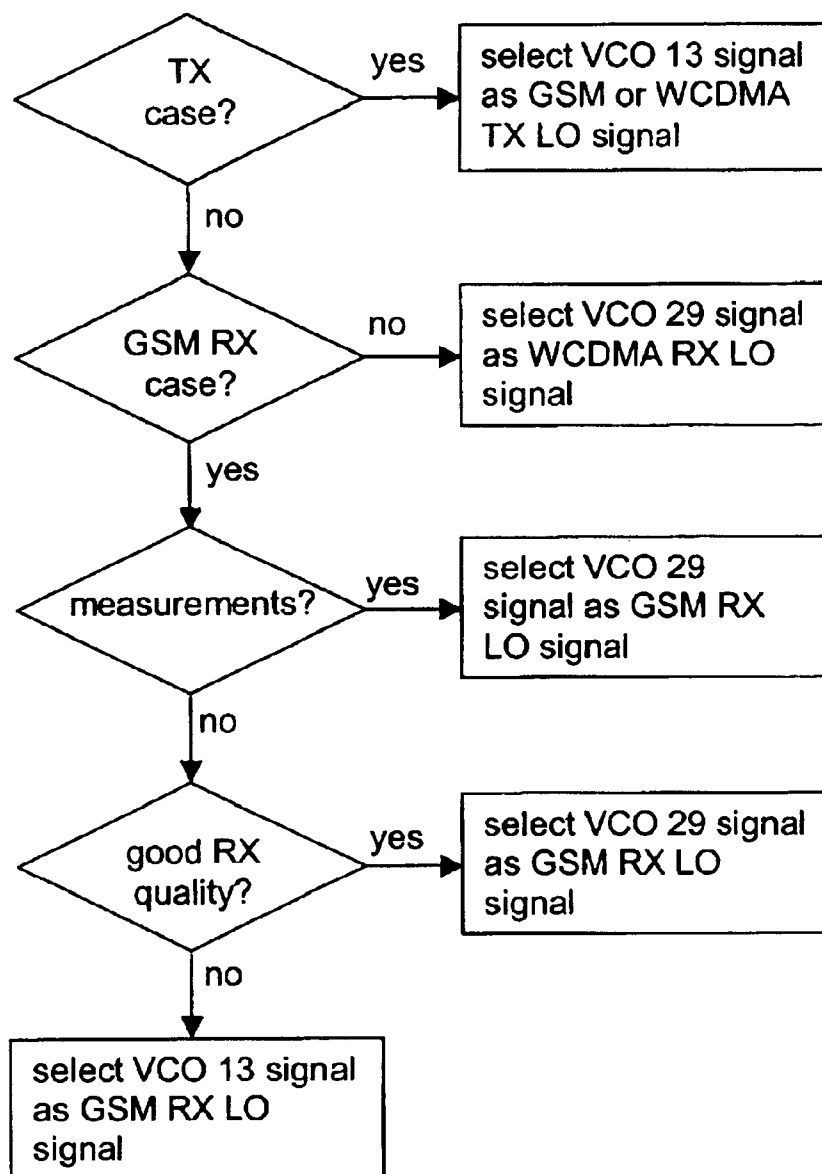 TX
case?
yes
select VCO 13 signal
as GSM or WCDMA
TX LO signal
no
GSM RX
case?
no
select VCO 29 signal
as WCDMA RX LO
signal
yes
measurements?
yes
select VCO 29
signal as GSM RX
LO signal
no
good RX
quality?
yes
select VCO 29 signal
as GSM RX LO
signal
no
select VCO 13 signal
as GSM RX LO
signal